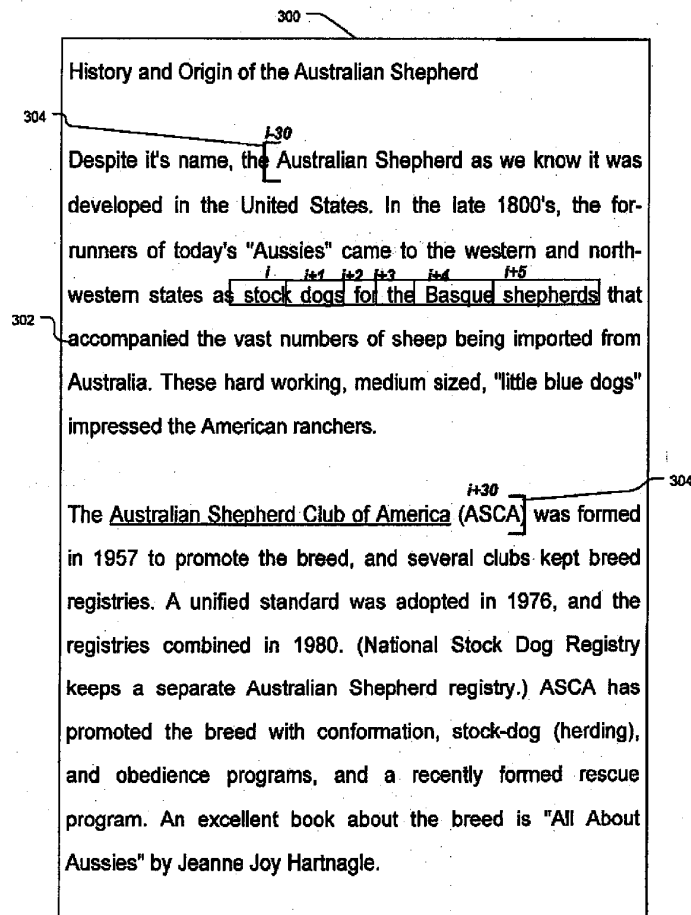 300
History and Origin of the Australian Shepherd
304
i-30
Despite it's name, the Australian Shepherd as we know it was
developed in the United States. In the late 1800's, the for-
runners of today's "Aussies" came to the western and north-
i i+1 i+2 i+3 i+4 i+5
western states as stock dogs for the Basque shepherds that
302
accompanied the vast numbers of sheep being imported from
Australia. These hard working, medium sized, "little blue dogs"
impressed the American ranchers.
i+30
304
The Australian Shepherd Club of America (ASCA) was formed
in 1957 to promote the breed, and several clubs kept breed
registries. A unified standard was adopted in 1976, and the
registries combined in 1980. (National Stock Dog Registry
keeps a separate Australian Shepherd registry.) ASCA has
promoted the breed with conformation, stock-dog (herding),
and obedience programs, and a recently formed rescue
program. An excellent book about the breed is "All About
Aussies" by Jeanne Joy Hartnagle.